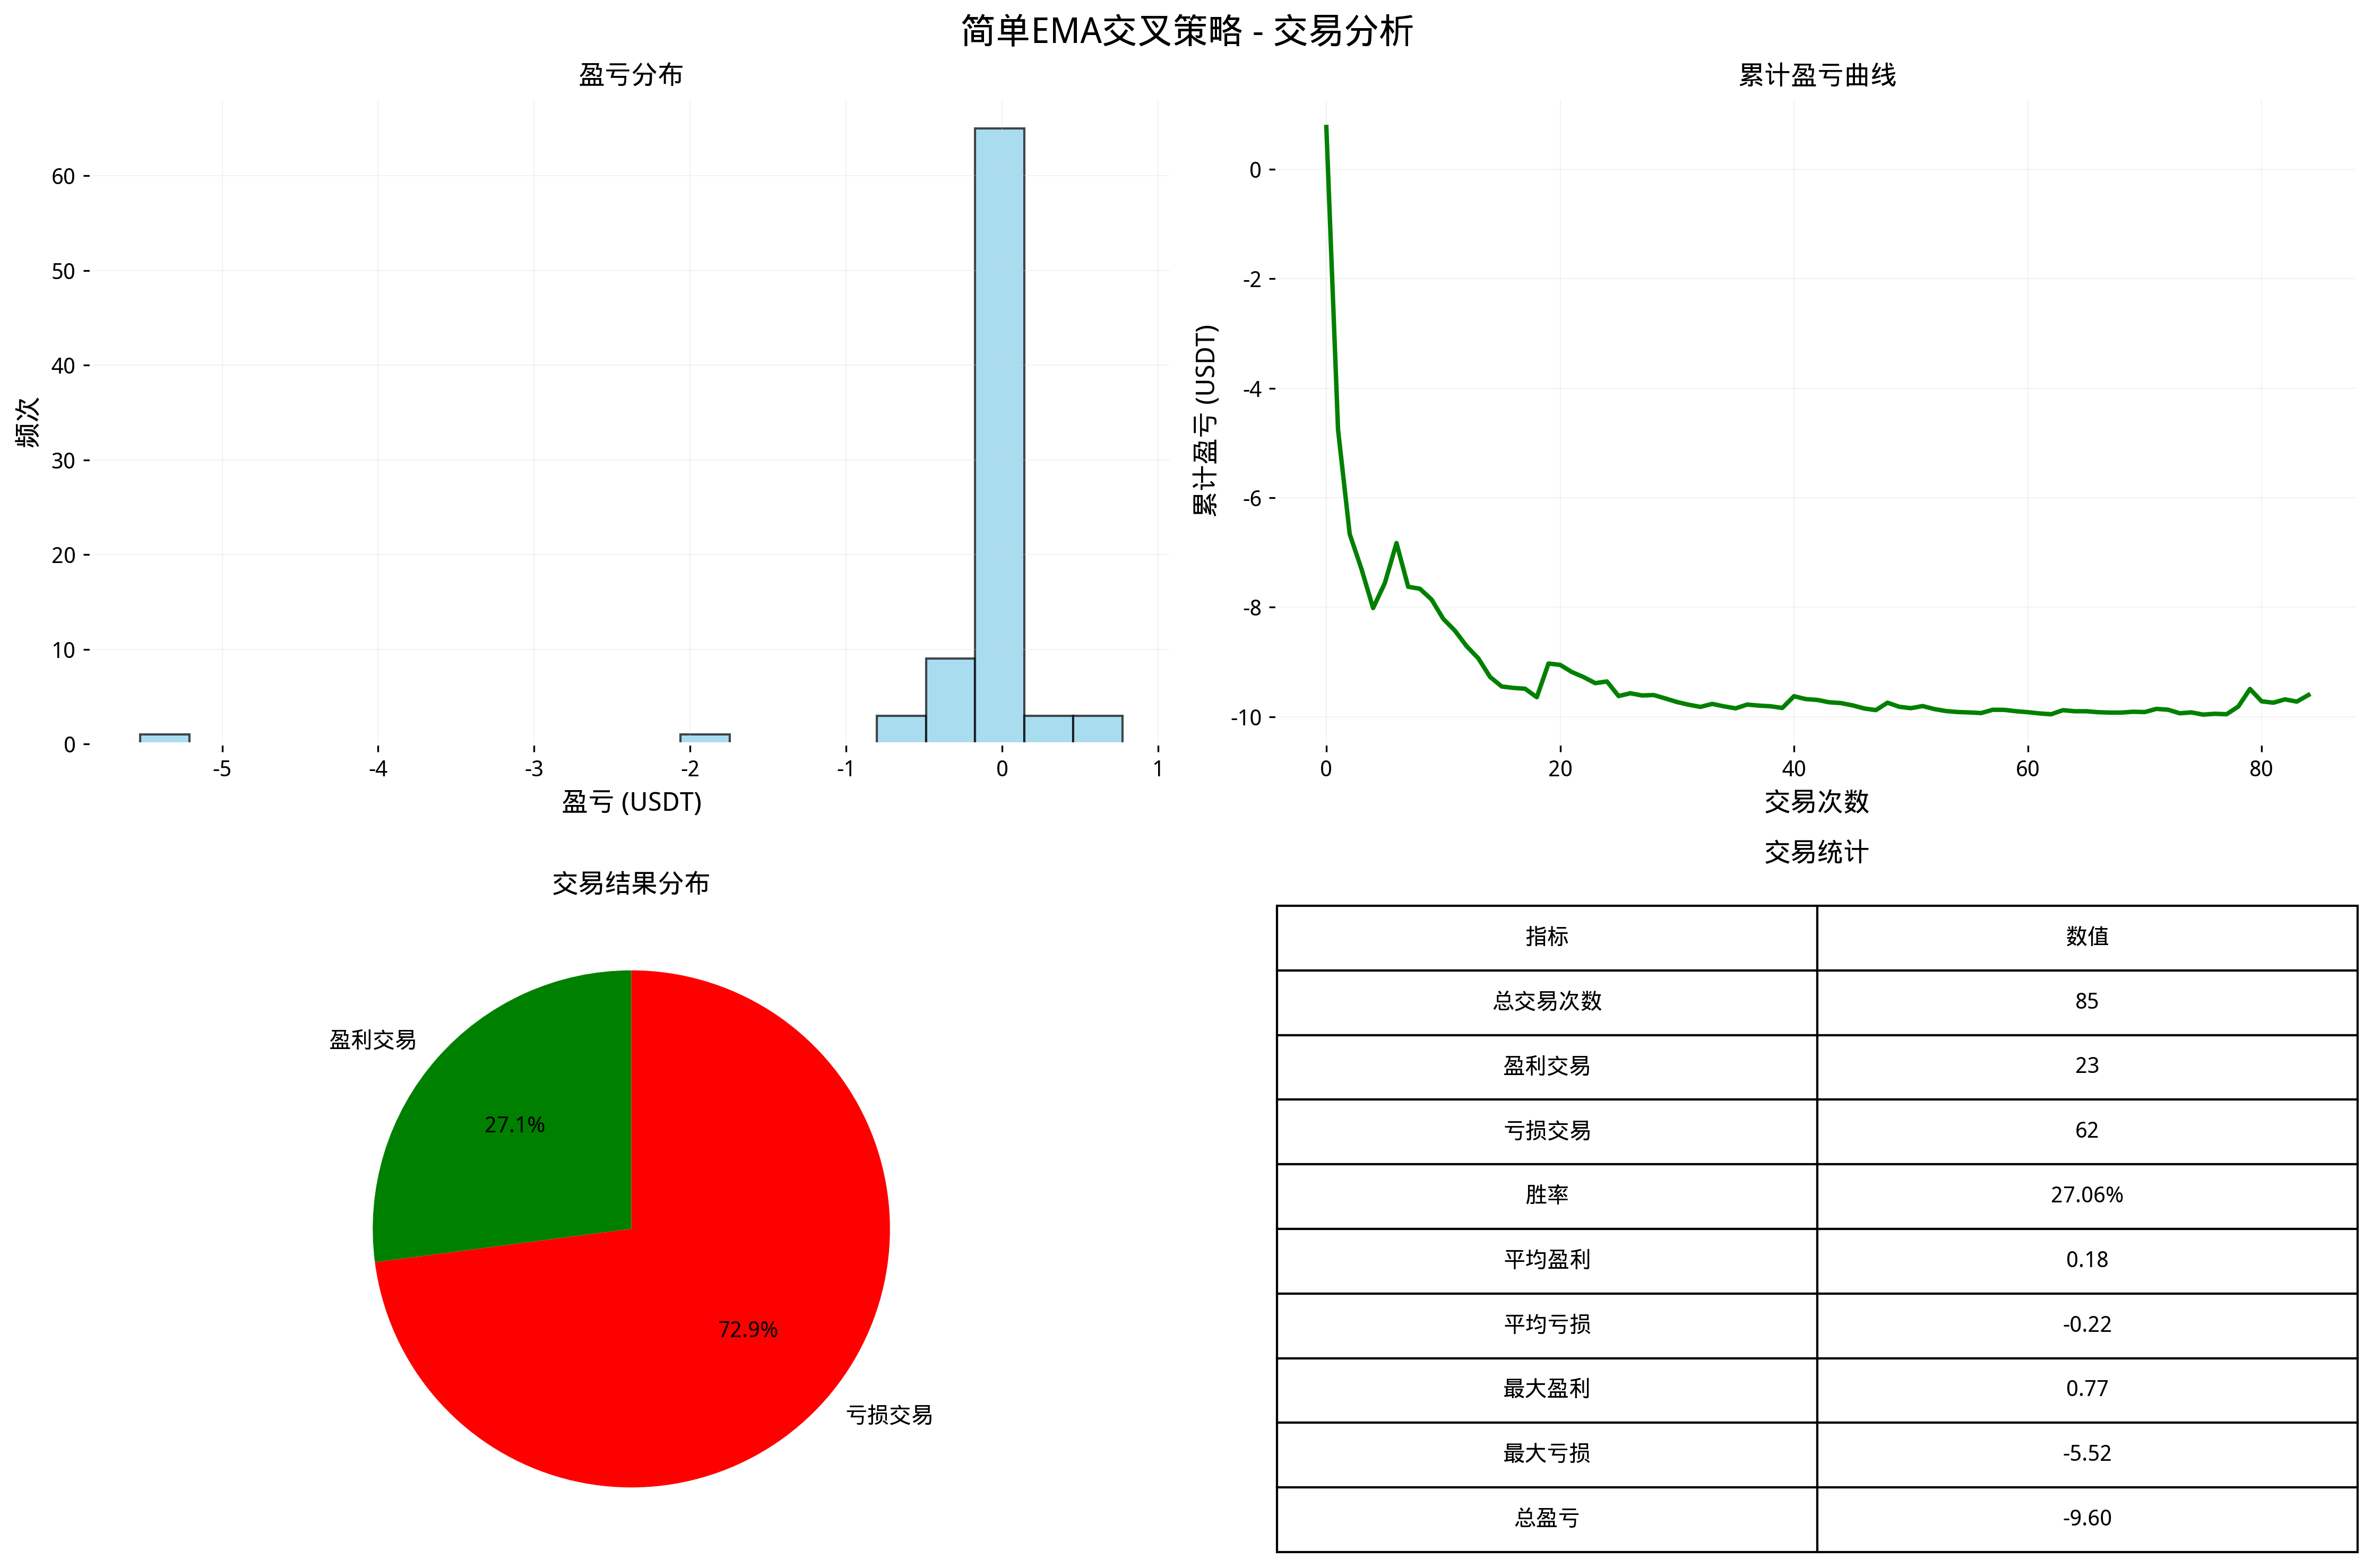 简单EMA交叉策略 - 交易分析
盈亏分布
60
50
40
30
20
10
0
频次
-5 -4 -3 -2 -1 0 1
盈亏 (USDT)
累计盈亏曲线
0
-2
-4
-6
-8
-10
累计盈亏 (USDT)
0 20 40 60 80
交易次数
交易结果分布
盈利交易
27.1%
72.9%
亏损交易
交易统计
指标 数值
总交易次数 85
盈利交易 23
亏损交易 62
胜率 27.06%
平均盈利 0.18
平均亏损 -0.22
最大盈利 0.77
最大亏损 -5.52
总盈亏 -9.60